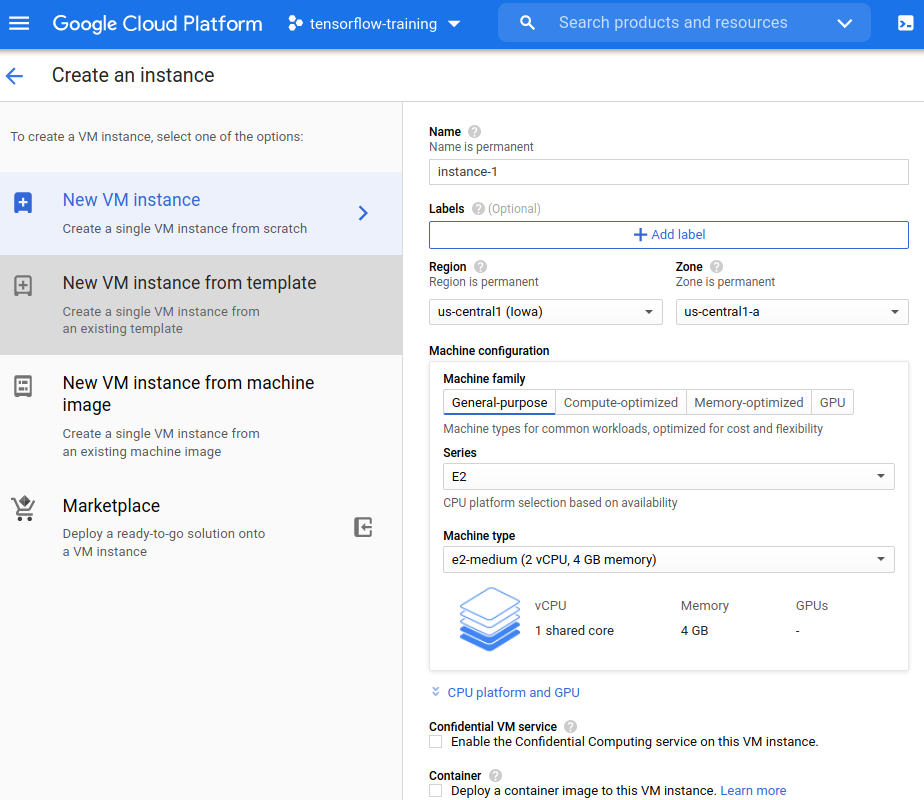 Google Cloud Platform
tensorflow-training
Search products and resources
Create an instance
To create a VM instance, select one of the options:
New VM instance
Create a single VM instance from scratch
New VM instance from template
Create a single VM instance from
an existing template
New VM instance from machine
image
Create a single VM instance from
an existing machine image
Marketplace
Deploy a ready-to-go solution onto
a VM instance
Name ?
Name is permanent
instance-1
Labels ? (Optional)
+ Add label
Region ?
Region is permanent
us-central1 (Iowa)
Zone ?
Zone is permanent
us-central1-a
Machine configuration
Machine family
General-purpose Compute-optimized Memory-optimized GPU
Machine types for common workloads, optimized for cost and flexibility
Series
E2
CPU platform selection based on availability
Machine type
e2-medium (2 vCPU, 4 GB memory)
vCPU Memory GPUs
1 shared core 4 GB -
CPU platform and GPU
Confidential VM service ?
Enable the Confidential Computing service on this VM instance.
Container ?
Deploy a container image to this VM instance. Learn more